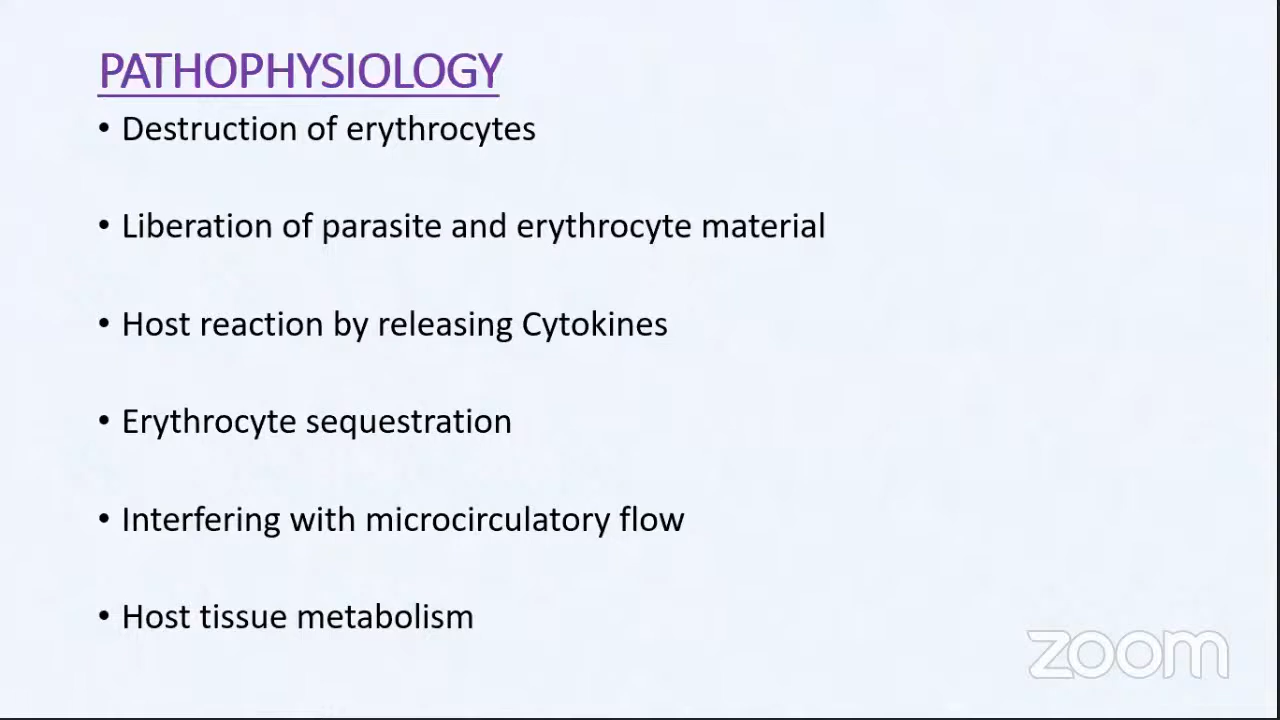 PATHOPHYSIOLOGY
• Destruction of erythrocytes
• Liberation of parasite and erythrocyte material
• Host reaction by releasing Cytokines
• Erythrocyte sequestration
• Interfering with microcirculatory flow
• Host tissue metabolism
zoom